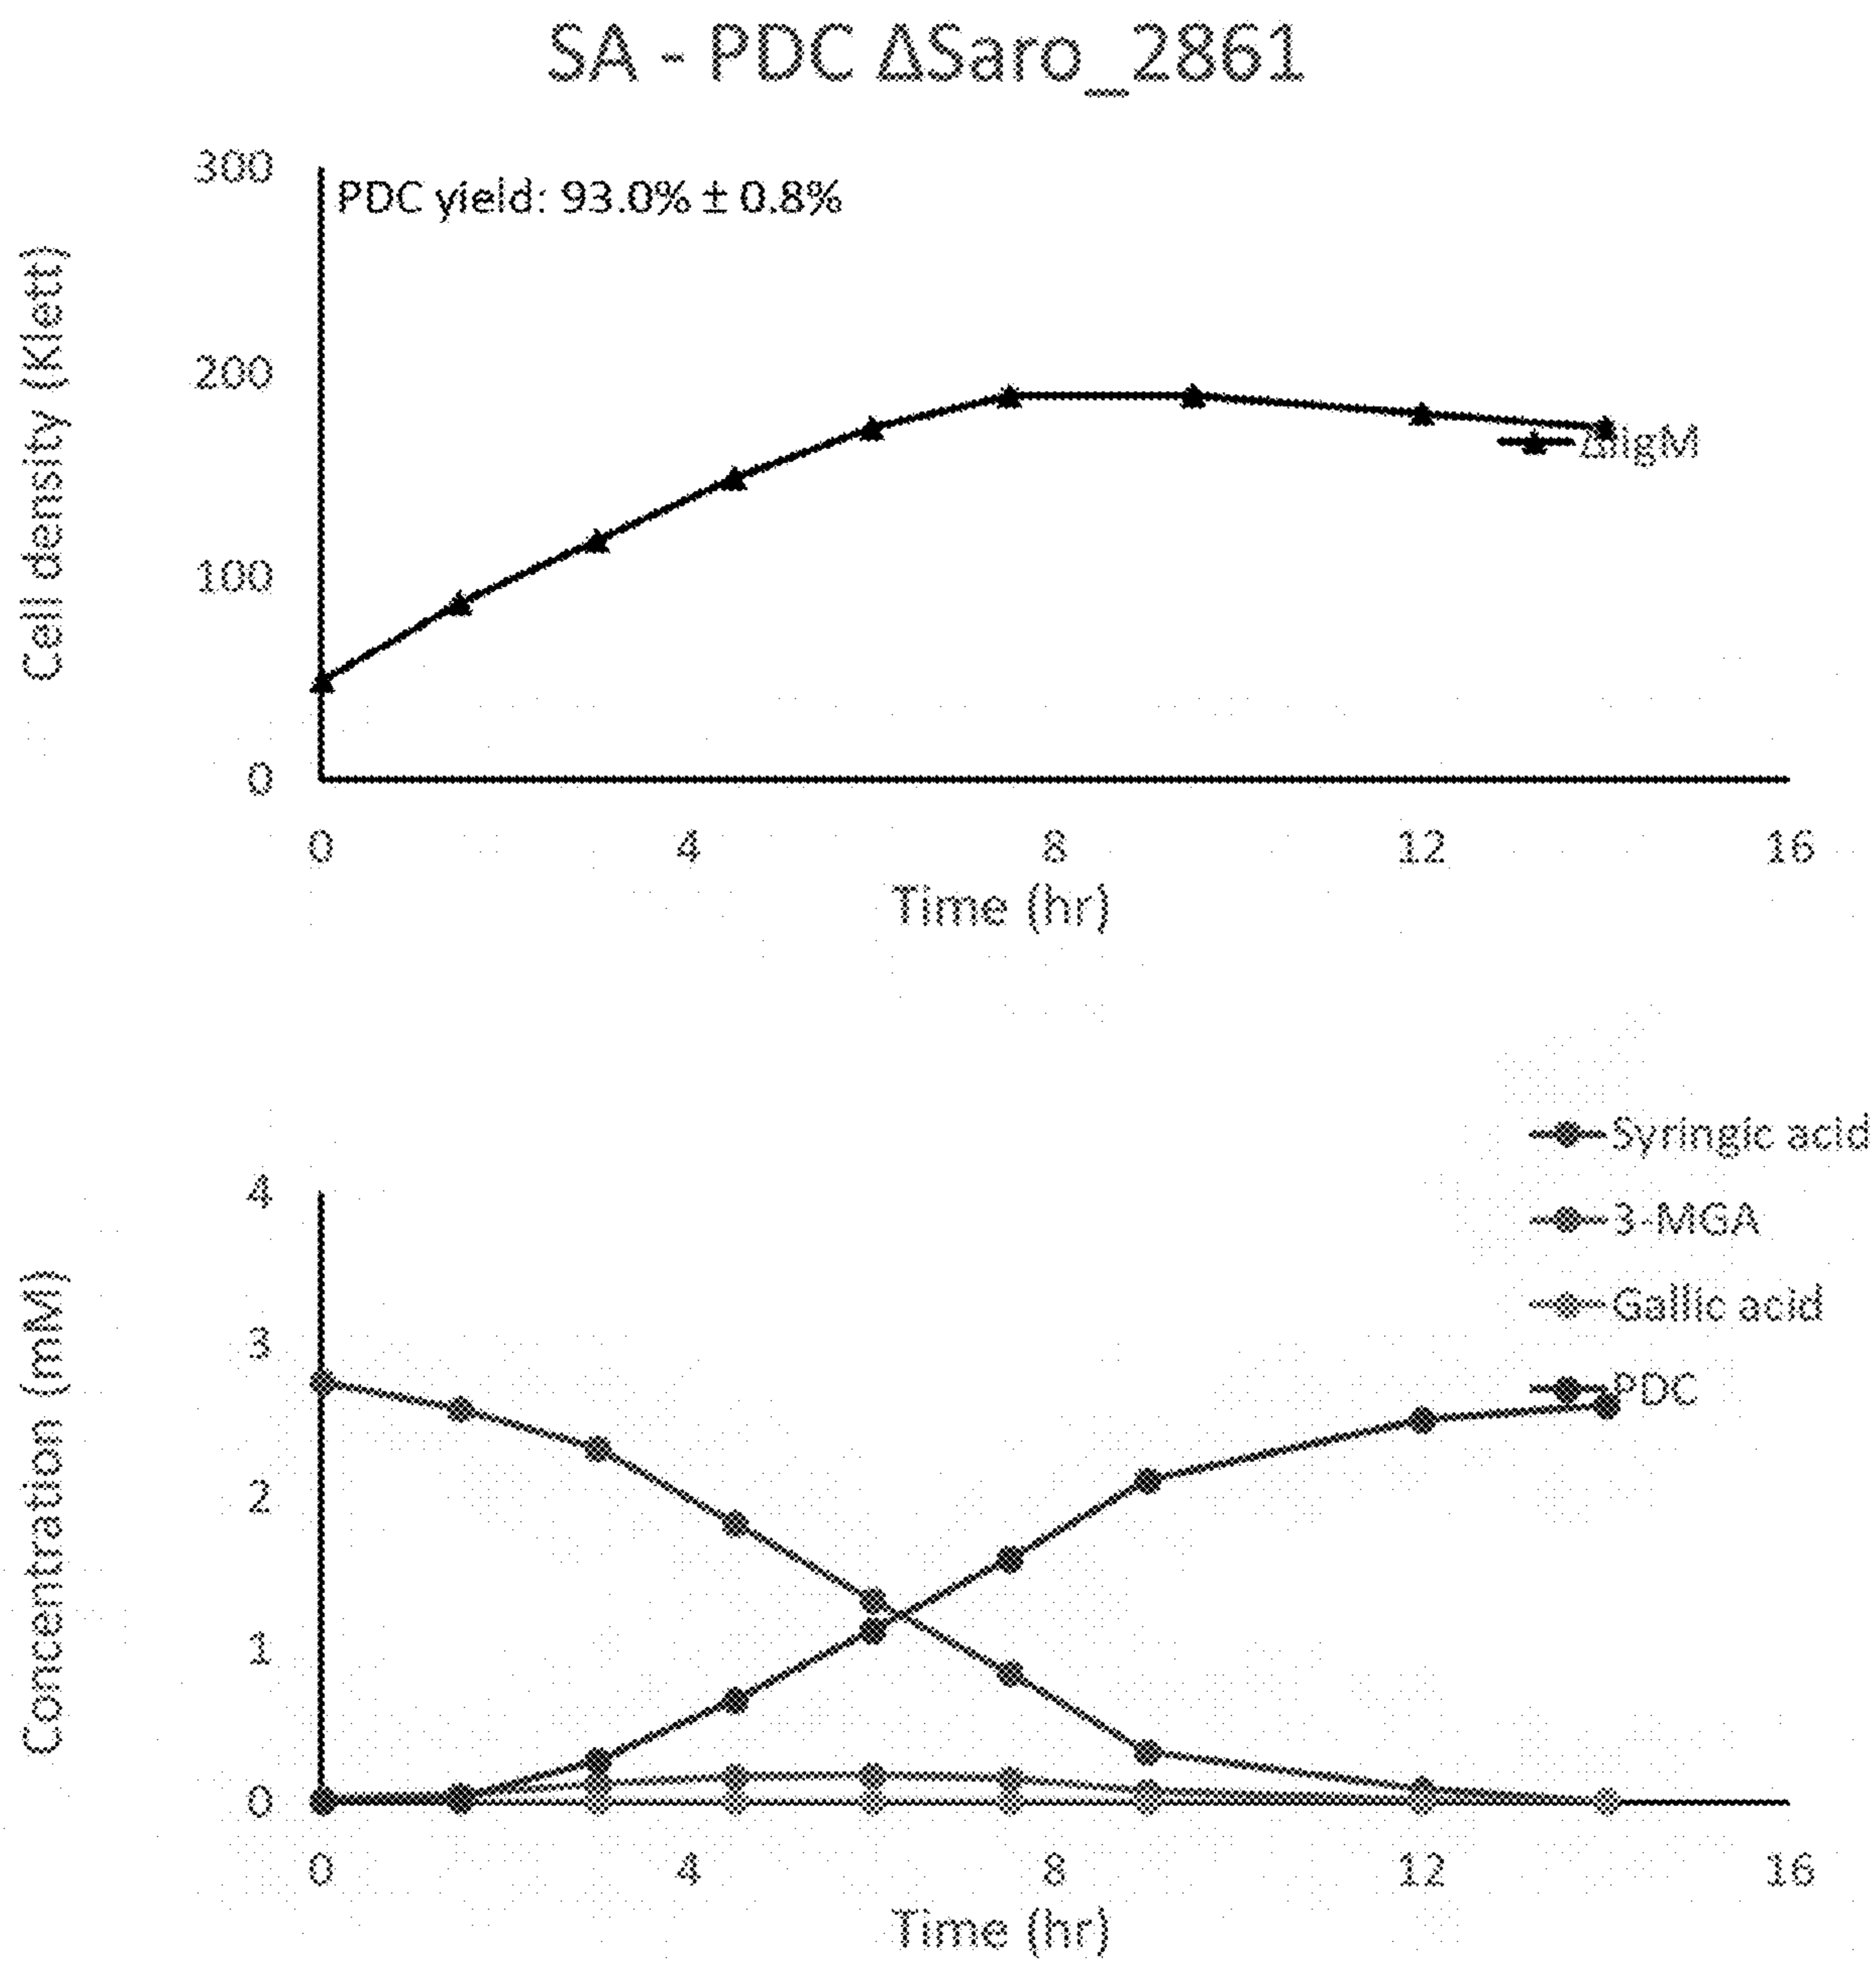 SA - PDC ΔSaro_2861
PDC yield: 93.0% ± 0.8%
Cell density (Klett)
300
200
100
0
0 4 8 12 16
Time (hr)
ΔligM
Syringic acid
3-MGA
Gallic acid
PDC
Concentration (mM)
4
3
2
1
0
0 4 8 12 16
Time (hr)